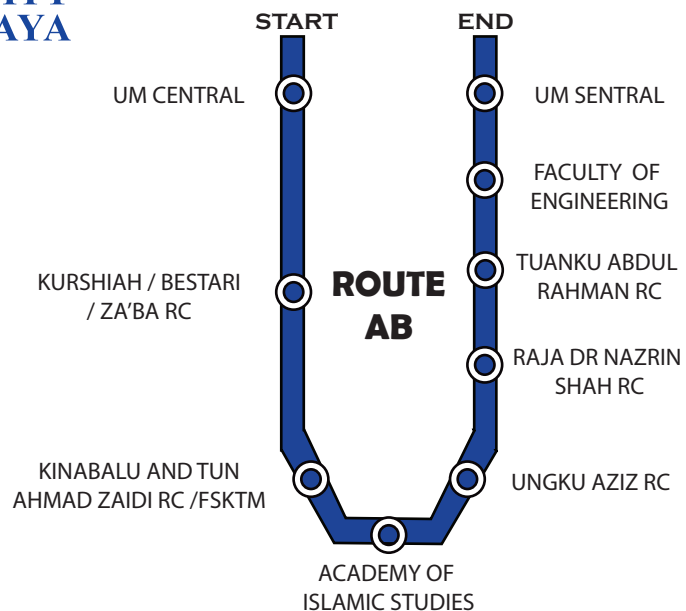 AYA
START
END
UM CENTRAL
UM SENTRAL
FACULTY OF
ENGINEERING
KURSHIAH / BESTARI
/ ZA'BA RC
ROUTE
AB
TUANKU ABDUL
RAHMAN RC
RAJA DR NAZRIN
SHAH RC
KINABALU AND TUN
AHMAD ZAIDI RC /FSKTM
UNGKU AZIZ RC
ACADEMY OF
ISLAMIC STUDIES